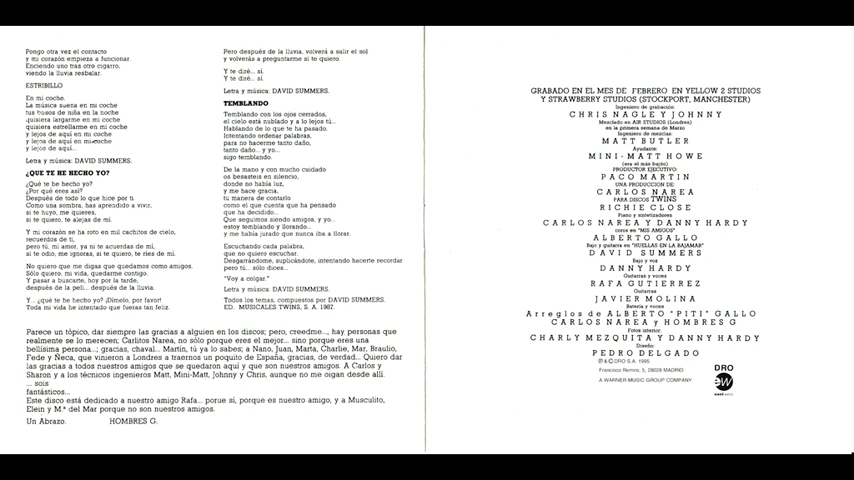 Pongo otra vez el contacto
y mi corazón empieza a funcionar.
Enciendo uno tras otro cigarro,
viendo la lluvia resbalar.
ESTRIBILLO
En mi coche.
La música suena en mi coche
tus besos de niña en la noche
quisiera largarme en mi coche
quisiera estrellarme en mi coche
y lejos de aquí en mi coche
y lejos de aquí en mi coche
y lejos de aquí...
Letra y música: DAVID SUMMERS.
¿QUE TE HE HECHO YO?
¿Qué te he hecho yo?
¿Por qué eres así?
Después de todo lo que hice por ti.
Como una sombra, has aprendido a vivir,
si te huyo, me quieres,
si te quiero, te alejas de mí.
Y mi corazón se ha roto en mil cachitos de cielo,
recuerdos de ti,
pero tú, mi amor, ya ni te acuerdas de mí,
si te odio, me ignoras, si te quiero, te ríes de mí.
No quiero que me digas que quedamos como amigos.
Sólo quiero, mi vida, quedarme contigo.
Y pasar a buscarte, hoy por la tarde,
después de la peli... después de la lluvia.
Y... ¿qué te he hecho yo? ¡Dímelo, por favor!
Toda mi vida he intentado que fueras tan feliz.
Pero después de la lluvia, volverá a salir el sol
y volverás a preguntarme si te quiero.
Y te diré... sí.
Y te diré... sí.
Letra y música: DAVID SUMMERS.
TEMBLANDO
Temblando con los ojos cerrados,
el cielo está nublado y a lo lejos tú...
Hablando de lo que te ha pasado.
Intentando ordenar palabras,
para no hacerme tanto daño,
tanto daño... y yo...
sigo temblando.
De la mano y con mucho cuidado
os besasteis en silencio,
donde no había luz,
y me hace gracia,
tu manera de contarlo
como el que cuenta que ha pensado
que ha decidido...
Que seguimos siendo amigos, y yo...
estoy temblando y llorando...
y me había jurado que nunca iba a llorar.
Escuchando cada palabra,
que no quiero escuchar.
Desgarrándome, suplicándote, intentando hacerte recordar
pero tú... sólo dices...
"Voy a colgar."
Letra y música: DAVID SUMMERS.
Todos los temas, compuestos por DAVID SUMMERS.
ED. MUSICALES TWINS, S. A. 1987.
Parece un tópico, dar siempre las gracias a alguien en los discos; pero, creedme..., hay personas que
realmente se lo merecen; Carlitos Narea, no sólo porque eres el mejor... sino porque eres una
bellísima persona...; gracias, chaval... Martín, tú ya lo sabes; a Nano, Juan, Marta, Charlie, Mar, Braulio,
Fede y Ñeca, que vinieron a Londres a traernos un poquito de España, gracias, de verdad... Quiero dar
las gracias a todos nuestros amigos que se quedaron aquí y que son nuestros amigos. A Carlos y
Sharon y a los técnicos ingenieros Matt, Mini-Matt, Johnny y Chris, aunque no me oigan desde allí.
... sois
fantásticos...
Este disco está dedicado a nuestro amigo Rafa... porue sí, porque es nuestro amigo, y a Musculito,
Elein y M.ª del Mar porque no son nuestros amigos.
Un Abrazo. HOMBRES G.
GRABADO EN EL MES DE FEBRERO EN YELLOW 2 STUDIOS
Y STRAWBERRY STUDIOS (STOCKPORT, MANCHESTER)
Ingeniero de grabación:
CHRIS NAGLE Y JOHNNY
Mezclado en AIR STUDIOS (Londres)
en la primera semana de Marzo
Ingeniero de mezclas:
MATT BUTLER
Ayudante:
MINI-MATT HOWE
(era el más bajito)
PRODUCTOR EJECUTIVO:
PACO MARTIN
UNA PRODUCCION DE:
CARLOS NAREA
PARA DISCOS TWINS
RICHIE CLOSE
Piano y sintetizadores
CARLOS NAREA Y DANNY HARDY
coros en "MIS AMIGOS"
ALBERTO GALLO
Bajo y guitarra en "HUELLAS EN LA BAJAMAR"
DAVID SUMMERS
Bajo y voz
DANNY HARDY
Guitarras y voces
RAFA GUTIERREZ
Guitarras
JAVIER MOLINA
Batería y voces
Arreglos de ALBERTO "PITI" GALLO
CARLOS NAREA y HOMBRES G
Fotos interior:
CHARLY MEZQUITA y DANNY HARDY
Diseño:
PEDRO DELGADO
℗ & © DRO S.A. 1995
Francisco Remiro, 5, 28028 MADRID
A WARNER MUSIC GROUP COMPANY
DRO
ew
eastwest